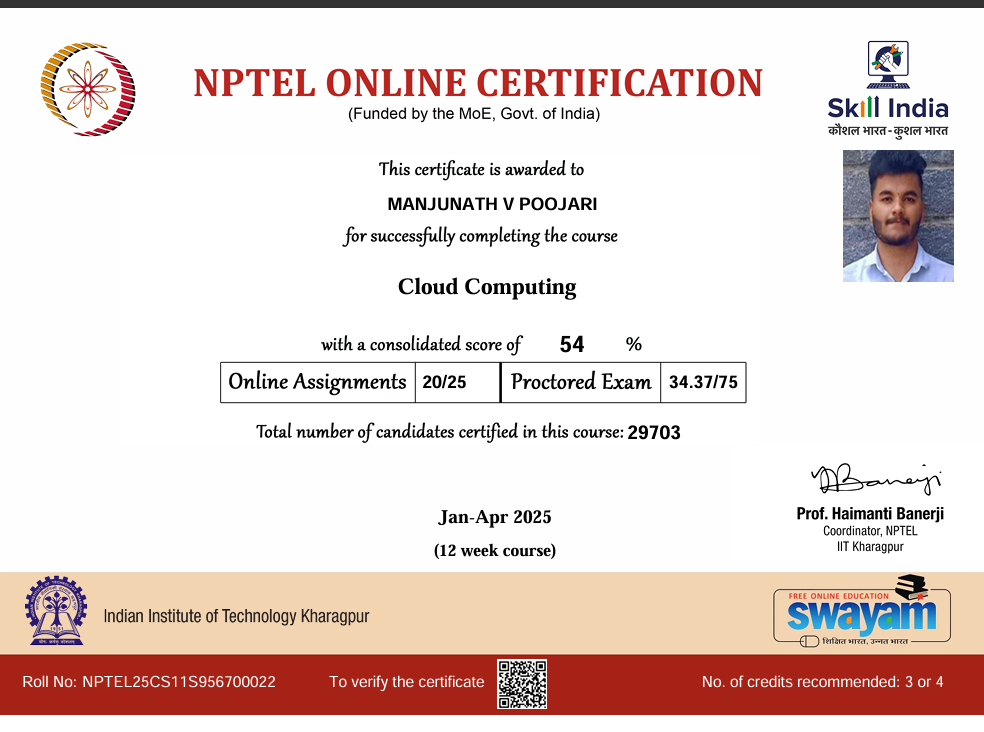 NPTEL ONLINE CERTIFICATION
(Funded by the MoE, Govt. of India)
Skill India
कौशल भारत - कुशल भारत
This certificate is awarded to
MANJUNATH V POOJARI
for successfully completing the course
Cloud Computing
with a consolidated score of 54 %
Online Assignments 20/25 Proctored Exam 34.37/75
Total number of candidates certified in this course: 29703
Banerji
Prof. Haimanti Banerji
Coordinator, NPTEL
IIT Kharagpur
Jan-Apr 2025
(12 week course)
Indian Institute of Technology Kharagpur
FREE ONLINE EDUCATION
swayam
शिक्षित भारत, उन्नत भारत
Roll No: NPTEL25CS11S956700022
To verify the certificate
No. of credits recommended: 3 or 4